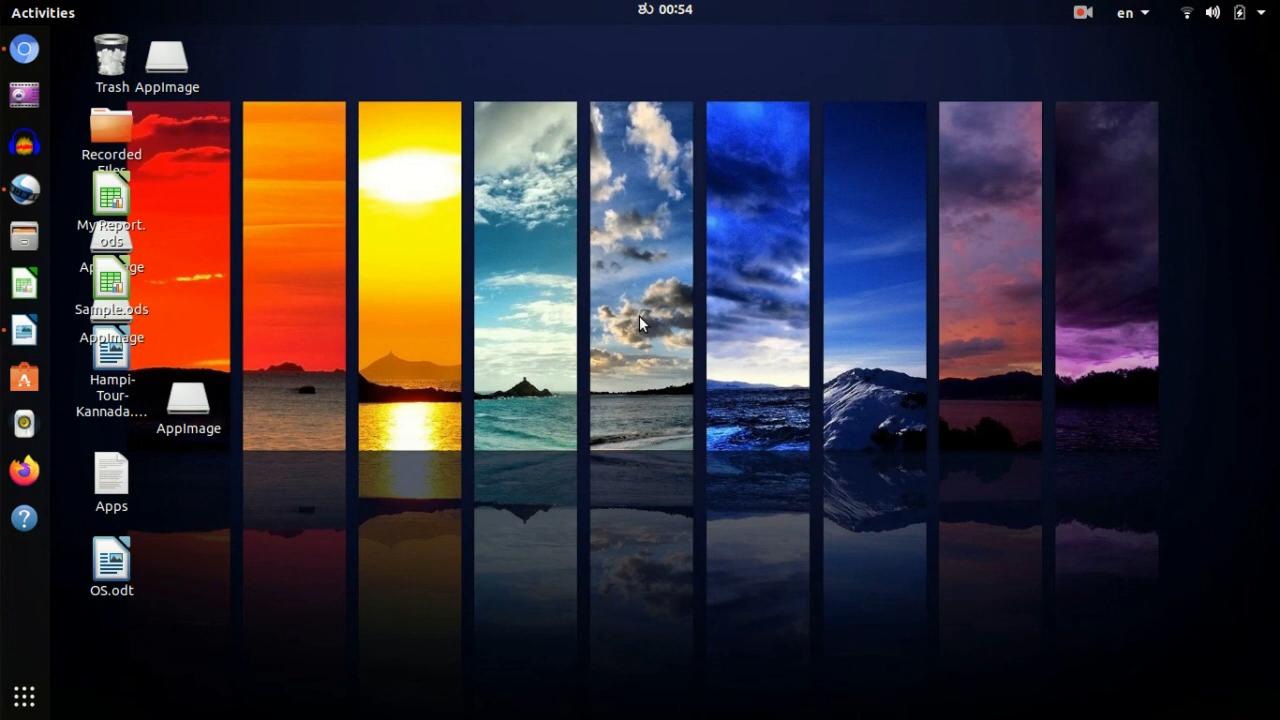 Activities
ಶು 00:54
en
Trash
AppImage
Recorded
Files
My Report.
ods
Sample.ods
AppImage
Hampi-
Tour-
Kannada....
AppImage
Apps
OS.odt